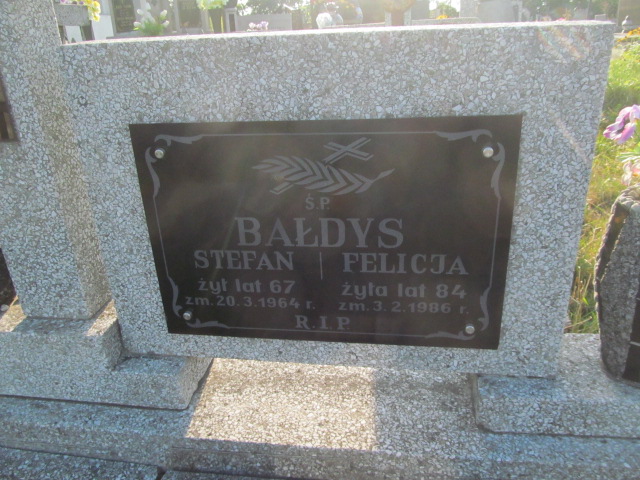 Ś.P.
BAŁDYS
STEFAN | FELICJA
żył lat 67 żyła lat 84
zm. 20.3.1964 r. zm. 3.2.1986 r.
R.I.P.